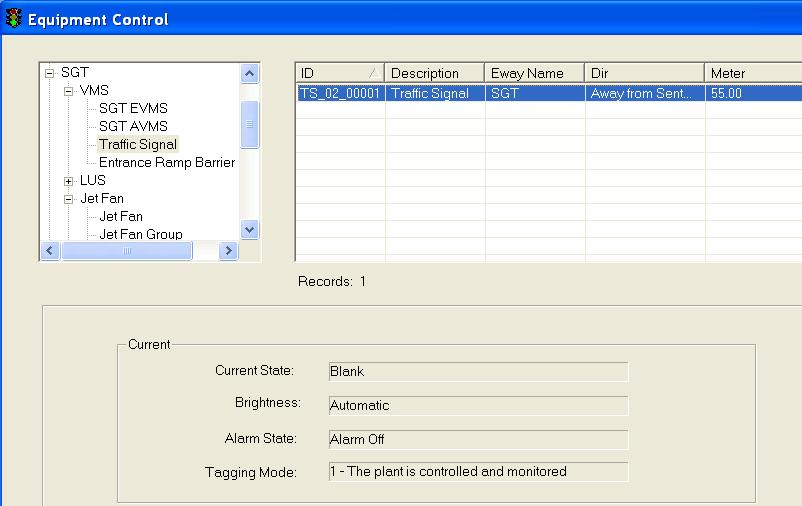 Equipment Control
SGT
VMS
SGT EVMS
SGT AVMS
Traffic Signal
Entrance Ramp Barrier
LUS
Jet Fan
Jet Fan
Jet Fan Group
ID Description Eway Name Dir Meter
TS_02_00001 Traffic Signal SGT Away from Sent... 55.00
Records: 1
Current
Current State: Blank
Brightness: Automatic
Alarm State: Alarm Off
Tagging Mode: 1 - The plant is controlled and monitored